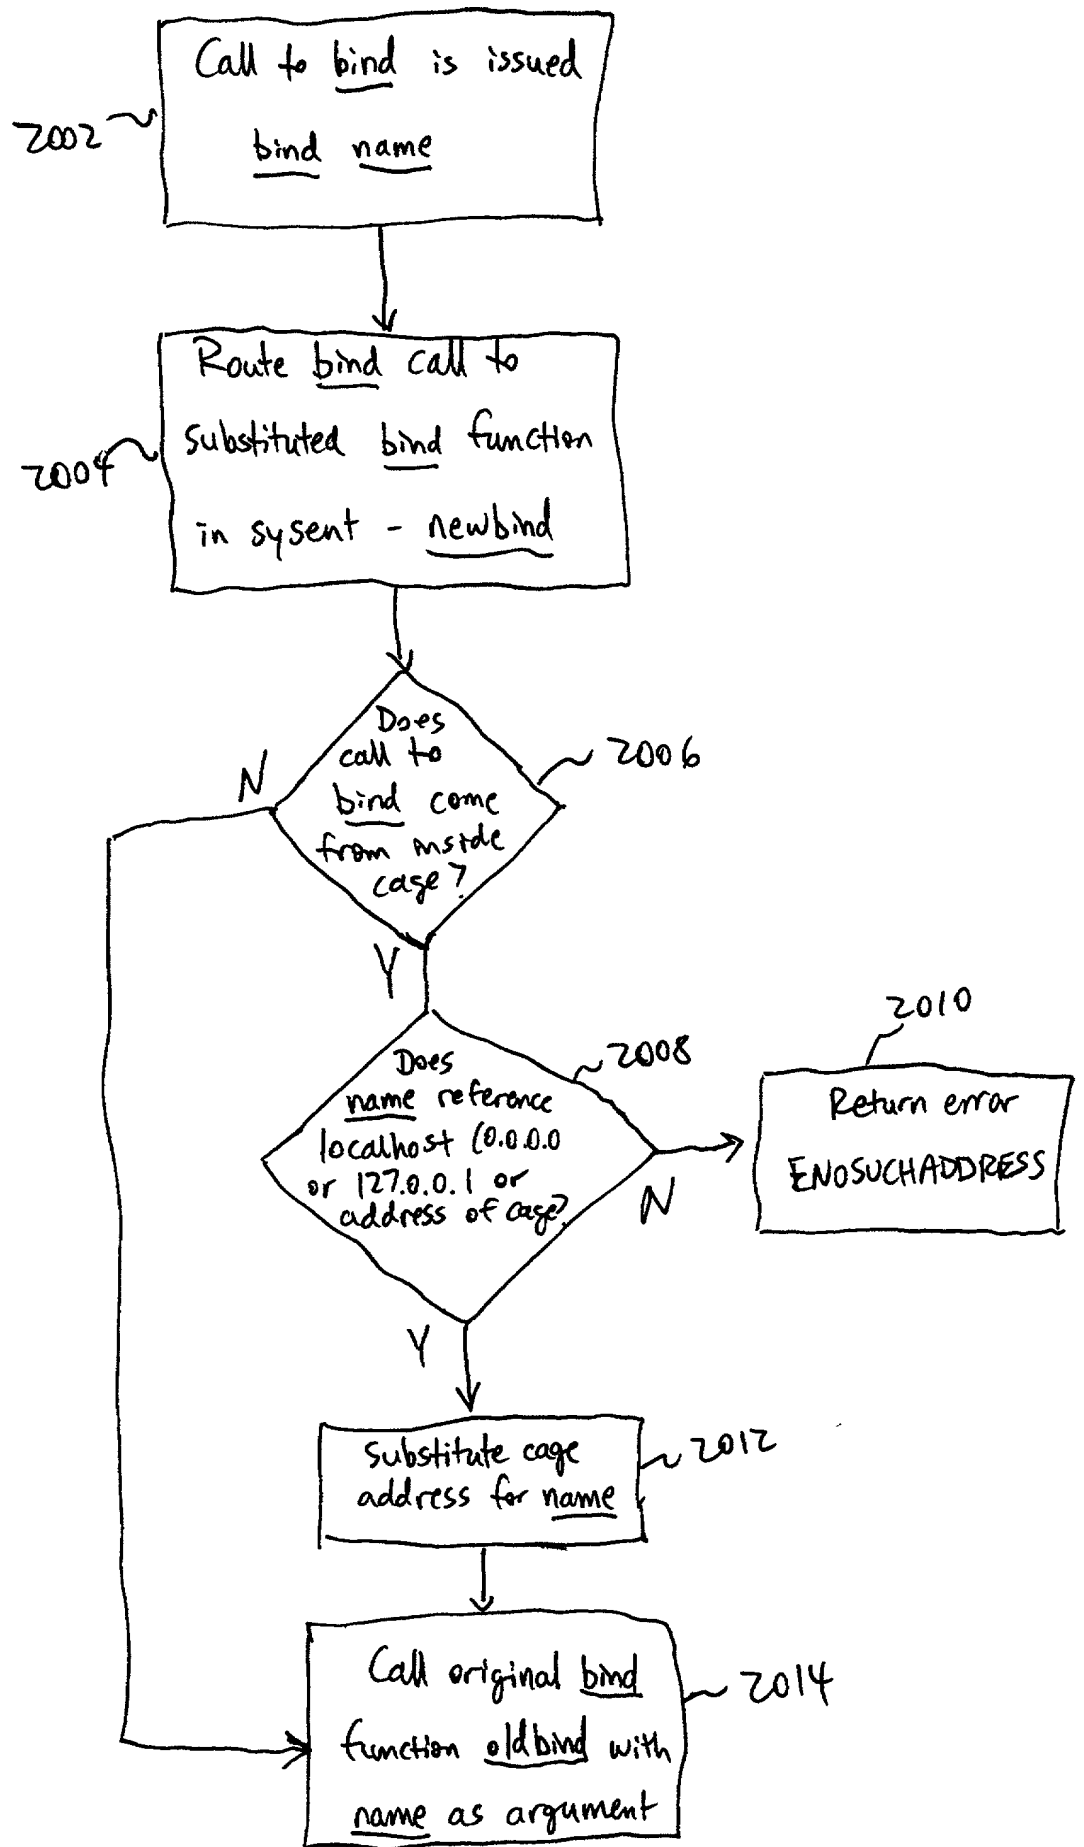 Call to bind is issued
bind name
2002
Route bind call to
substituted bind function
in sysent - newbind
2004
Does
call to
bind come
from inside
cage?
2006
N
Y
Does
name reference
localhost (0.0.0.0
or 127.0.0.1 or
address of cage?
2008
N
Y
2010
Return error
ENOSUCHADDRESS
Substitute cage
address for name
2012
Call original bind
function oldbind with
name as argument
2014